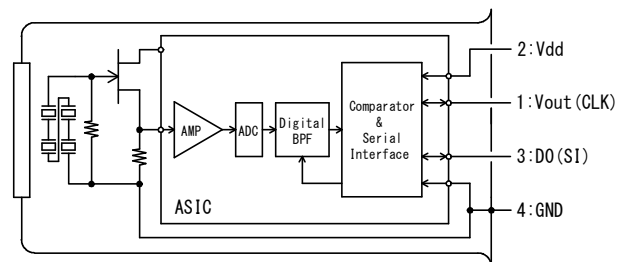 2:Vdd
1:Vout(CLK)
3:DO(SI)
4:GND
AMP
ADC
Digital
BPF
Comparator
&
Serial
Interface
ASIC